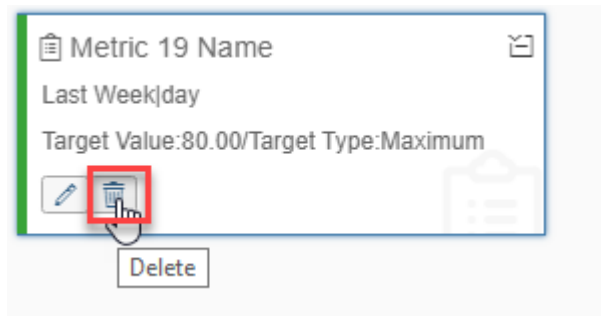 Metric 19 Name
Last Week|day
Target Value:80.00/Target Type:Maximum
Delete